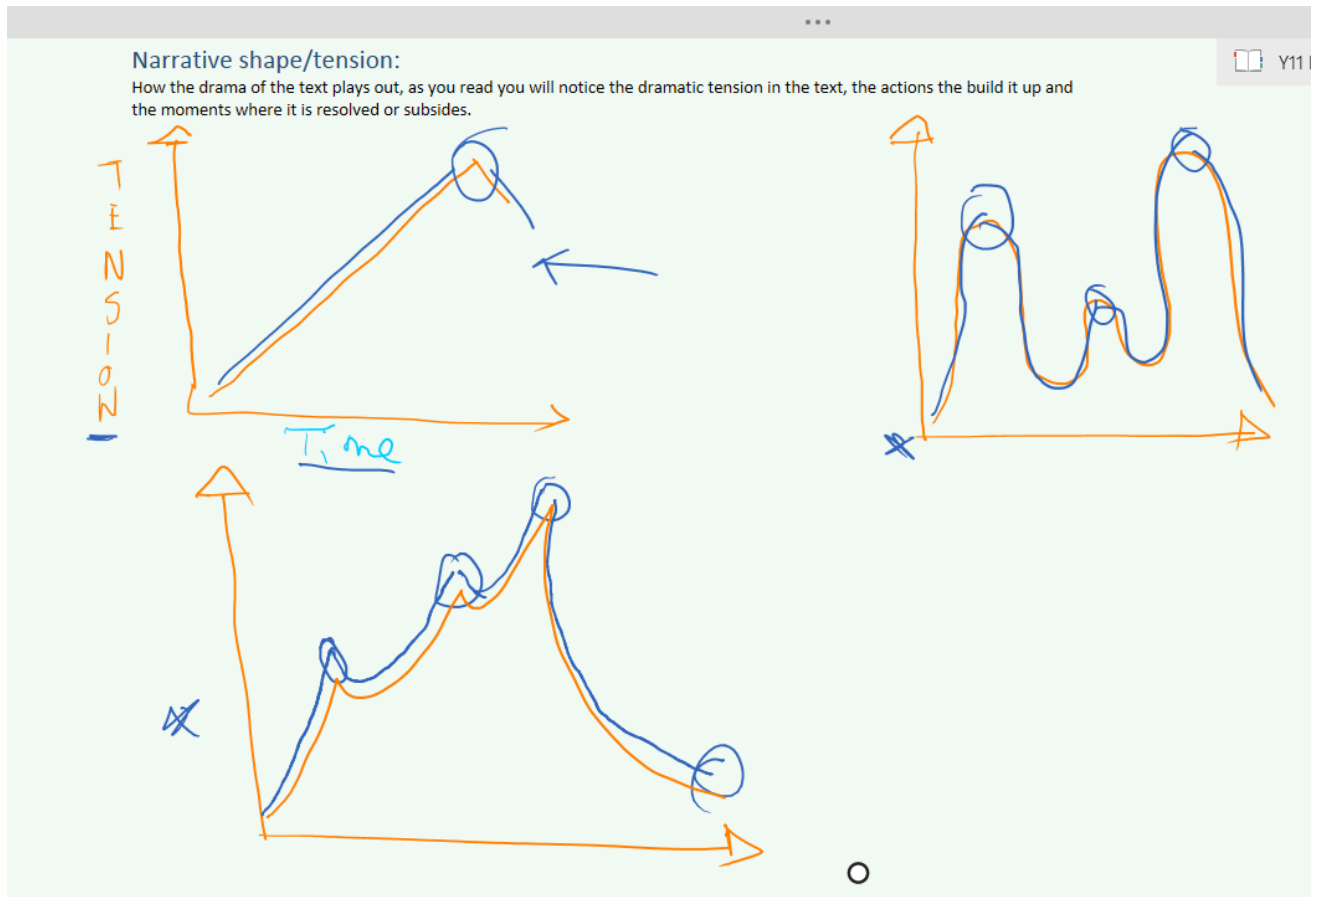 Narrative shape/tension:
How the drama of the text plays out, as you read you will notice the dramatic tension in the text, the actions the build it up and
the moments where it is resolved or subsides.
Y11
TENSION
Time